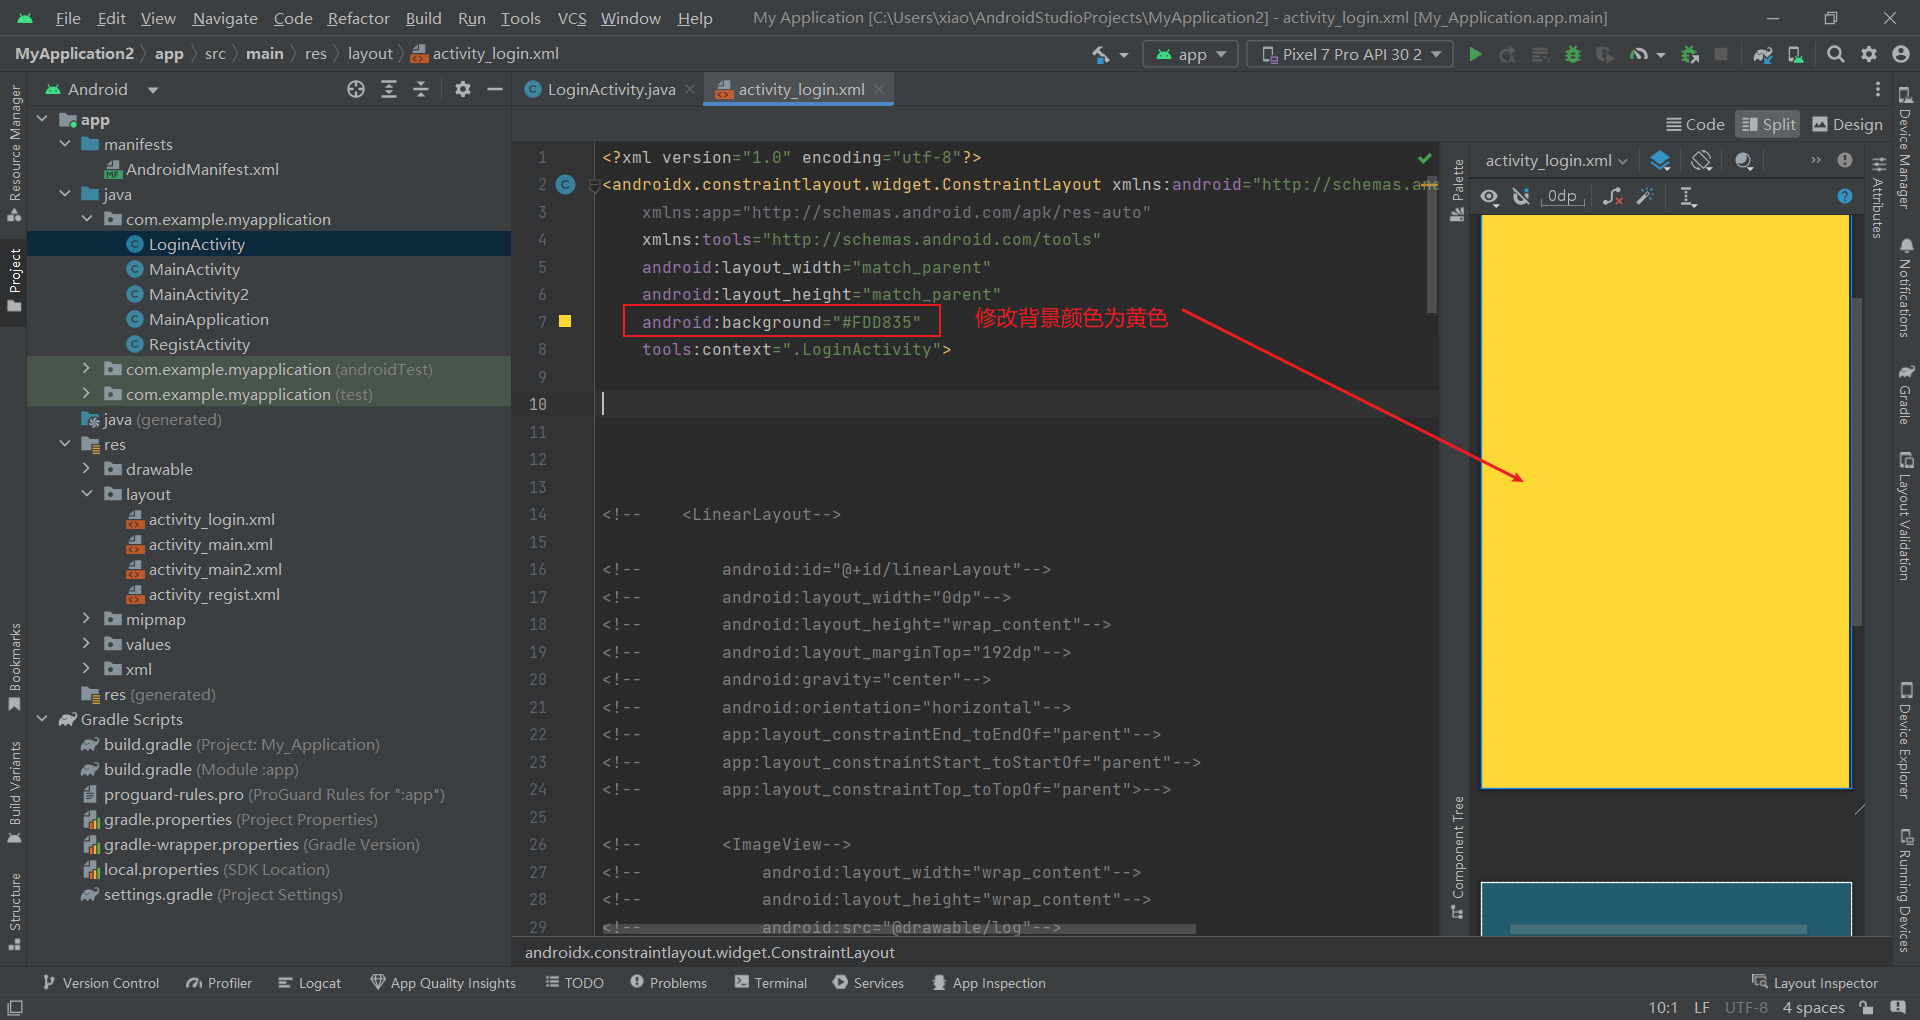 File Edit View Navigate Code Refactor Build Run Tools VCS Window Help My Application [C:\Users\xiao\AndroidStudioProjects\MyApplication2] - activity_login.xml [My_Application.app.main]
MyApplication2 app src main res layout activity_login.xml app Pixel 7 Pro API 30 2
Resource Manager
Project
Bookmarks
Build Variants
Structure
Android
app
manifests
AndroidManifest.xml
java
com.example.myapplication
LoginActivity
MainActivity
MainActivity2
MainApplication
RegistActivity
com.example.myapplication (androidTest)
com.example.myapplication (test)
java (generated)
res
drawable
layout
activity_login.xml
activity_main.xml
activity_main2.xml
activity_regist.xml
mipmap
values
xml
res (generated)
Gradle Scripts
build.gradle (Project: My_Application)
build.gradle (Module :app)
proguard-rules.pro (ProGuard Rules for ":app")
gradle.properties (Project Properties)
gradle-wrapper.properties (Gradle Version)
local.properties (SDK Location)
settings.gradle (Project Settings)
LoginActivity.java activity_login.xml
Code Split Design
1 <?xml version="1.0" encoding="utf-8"?>
2 <androidx.constraintlayout.widget.ConstraintLayout xmlns:android="http://schemas.an
3 xmlns:app="http://schemas.android.com/apk/res-auto"
4 xmlns:tools="http://schemas.android.com/tools"
5 android:layout_width="match_parent"
6 android:layout_height="match_parent"
7 android:background="#FDD835" 修改背景颜色为黄色
8 tools:context=".LoginActivity">
9
10
11
12
13
14 <!-- <LinearLayout-->
15
16 <!-- android:id="@+id/linearLayout"-->
17 <!-- android:layout_width="0dp"-->
18 <!-- android:layout_height="wrap_content"-->
19 <!-- android:layout_marginTop="192dp"-->
20 <!-- android:gravity="center"-->
21 <!-- android:orientation="horizontal"-->
22 <!-- app:layout_constraintEnd_toEndOf="parent"-->
23 <!-- app:layout_constraintStart_toStartOf="parent"-->
24 <!-- app:layout_constraintTop_toTopOf="parent">-->
25
26 <!-- <ImageView-->
27 <!-- android:layout_width="wrap_content"-->
28 <!-- android:layout_height="wrap_content"-->
29 <!-- android:src="@drawable/log"-->
androidx.constraintlayout.widget.ConstraintLayout
Palette
Component Tree
activity_login.xml
0dp
Attributes
Device Manager
Notifications
Gradle
Layout Validation
Device Explorer
Running Devices
Version Control Profiler Logcat App Quality Insights TODO Problems Terminal Services App Inspection Layout Inspector
10:1 LF UTF-8 4 spaces